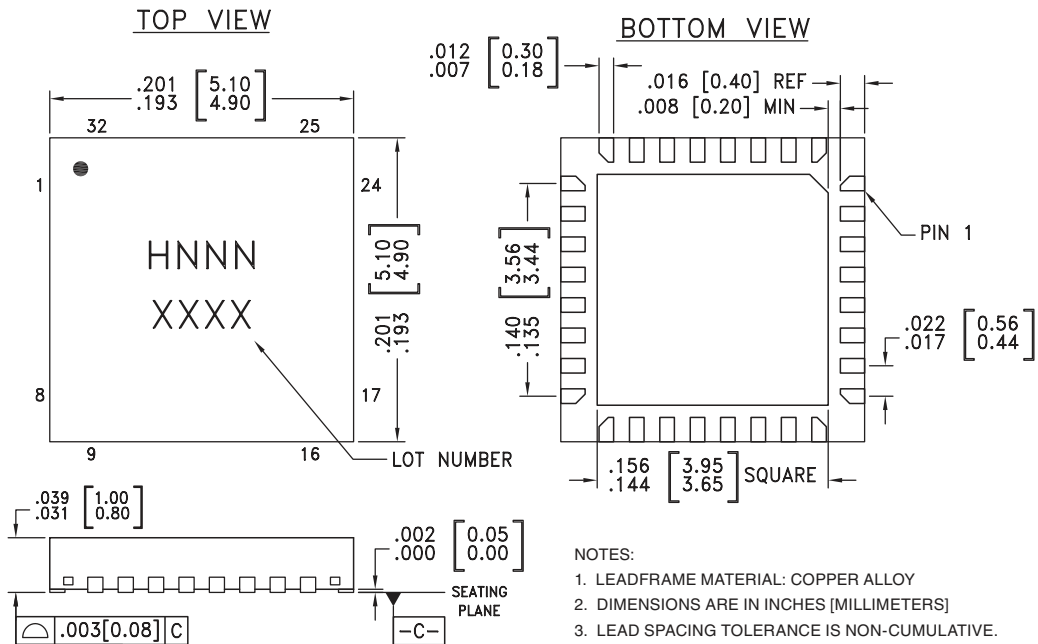 TOP VIEW
.201 [5.10]
.193 [4.90]
32
25
1
24
HNNN
XXXX
[5.10]
[4.90]
.201
.193
8
17
9
16
LOT NUMBER
BOTTOM VIEW
.012 [0.30]
.007 [0.18]
.016 [0.40] REF
.008 [0.20] MIN
PIN 1
[3.56]
[3.44]
.140
.135
.022 [0.56]
.017 [0.44]
.156 [3.95]
.144 [3.65] SQUARE
.039 [1.00]
.031 [0.80]
.002 [0.05]
.000 [0.00]
SEATING
PLANE
.003[0.08] C
-C-
NOTES:
1. LEADFRAME MATERIAL: COPPER ALLOY
2. DIMENSIONS ARE IN INCHES [MILLIMETERS]
3. LEAD SPACING TOLERANCE IS NON-CUMULATIVE.